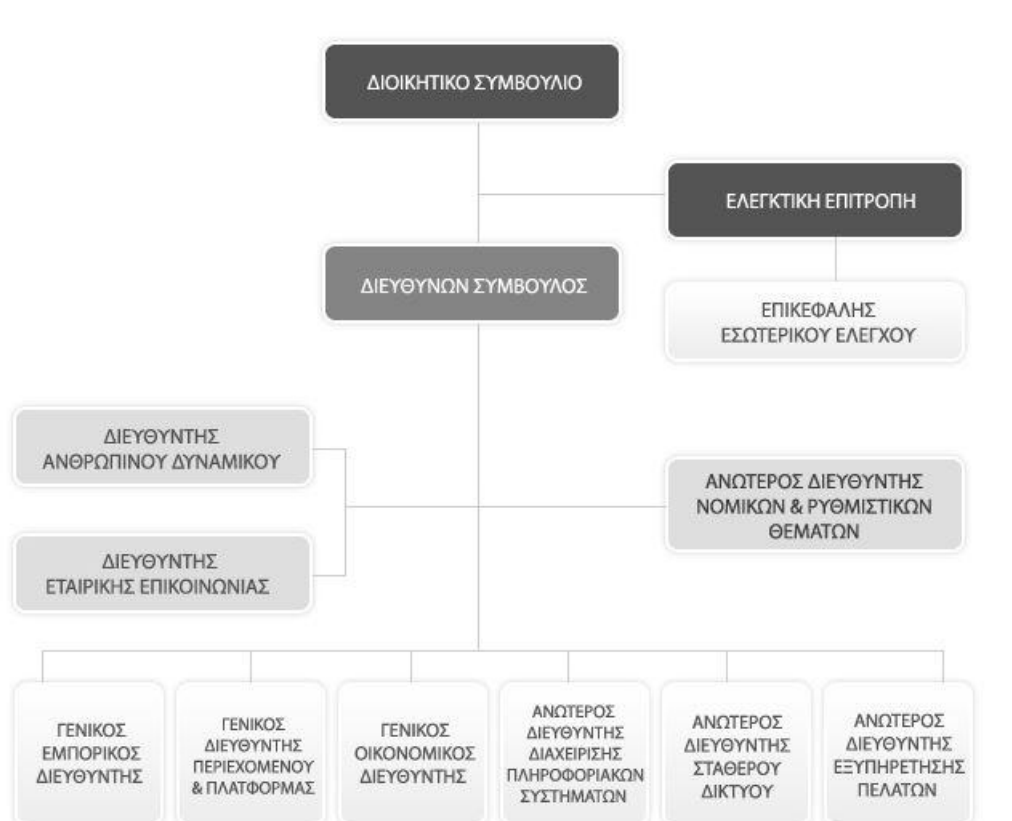 ΔΙΟΙΚΗΤΙΚΟ ΣΥΜΒΟΥΛΙΟ
ΕΛΕΓΚΤΙΚΗ ΕΠΙΤΡΟΠΗ
ΔΙΕΥΘΥΝΩΝ ΣΥΜΒΟΥΛΟΣ
ΕΠΙΚΕΦΑΛΗΣ
ΕΣΩΤΕΡΙΚΟΥ ΕΛΕΓΧΟΥ
ΔΙΕΥΘΥΝΤΗΣ
ΑΝΘΡΩΠΙΝΟΥ ΔΥΝΑΜΙΚΟΥ
ΑΝΩΤΕΡΟΣ ΔΙΕΥΘΥΝΤΗΣ
ΝΟΜΙΚΩΝ & ΡΥΘΜΙΣΤΙΚΩΝ
ΘΕΜΑΤΩΝ
ΔΙΕΥΘΥΝΤΗΣ
ΕΤΑΙΡΙΚΗΣ ΕΠΙΚΟΙΝΩΝΙΑΣ
ΓΕΝΙΚΟΣ
ΕΜΠΟΡΙΚΟΣ
ΔΙΕΥΘΥΝΤΗΣ
ΓΕΝΙΚΟΣ
ΔΙΕΥΘΥΝΤΗΣ
ΠΕΡΙΕΧΟΜΕΝΟΥ
& ΠΛΑΤΦΟΡΜΑΣ
ΓΕΝΙΚΟΣ
ΟΙΚΟΝΟΜΙΚΟΣ
ΔΙΕΥΘΥΝΤΗΣ
ΑΝΩΤΕΡΟΣ
ΔΙΕΥΘΥΝΤΗΣ
ΔΙΑΧΕΙΡΙΣΗΣ
ΠΛΗΡΟΦΟΡΙΑΚΩΝ
ΣΥΣΤΗΜΑΤΩΝ
ΑΝΩΤΕΡΟΣ
ΔΙΕΥΘΥΝΤΗΣ
ΣΤΑΘΕΡΟΥ
ΔΙΚΤΥΟΥ
ΑΝΩΤΕΡΟΣ
ΔΙΕΥΘΥΝΤΗΣ
ΕΞΥΠΗΡΕΤΗΣΗΣ
ΠΕΛΑΤΩΝ